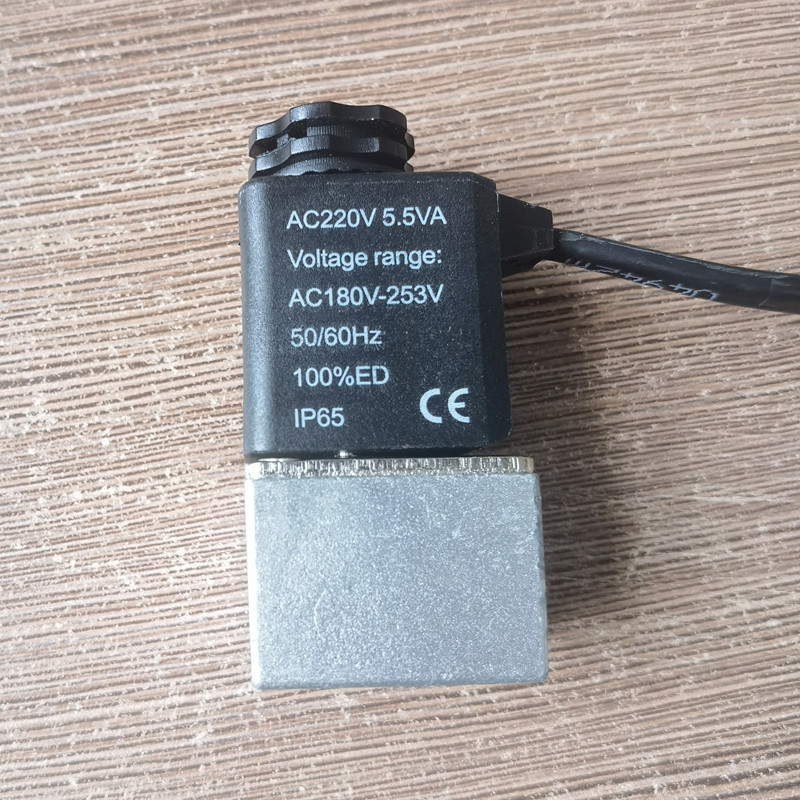 AC220V 5.5VA
Voltage range:
AC180V-253V
50/60Hz
100%ED
IP65
CE